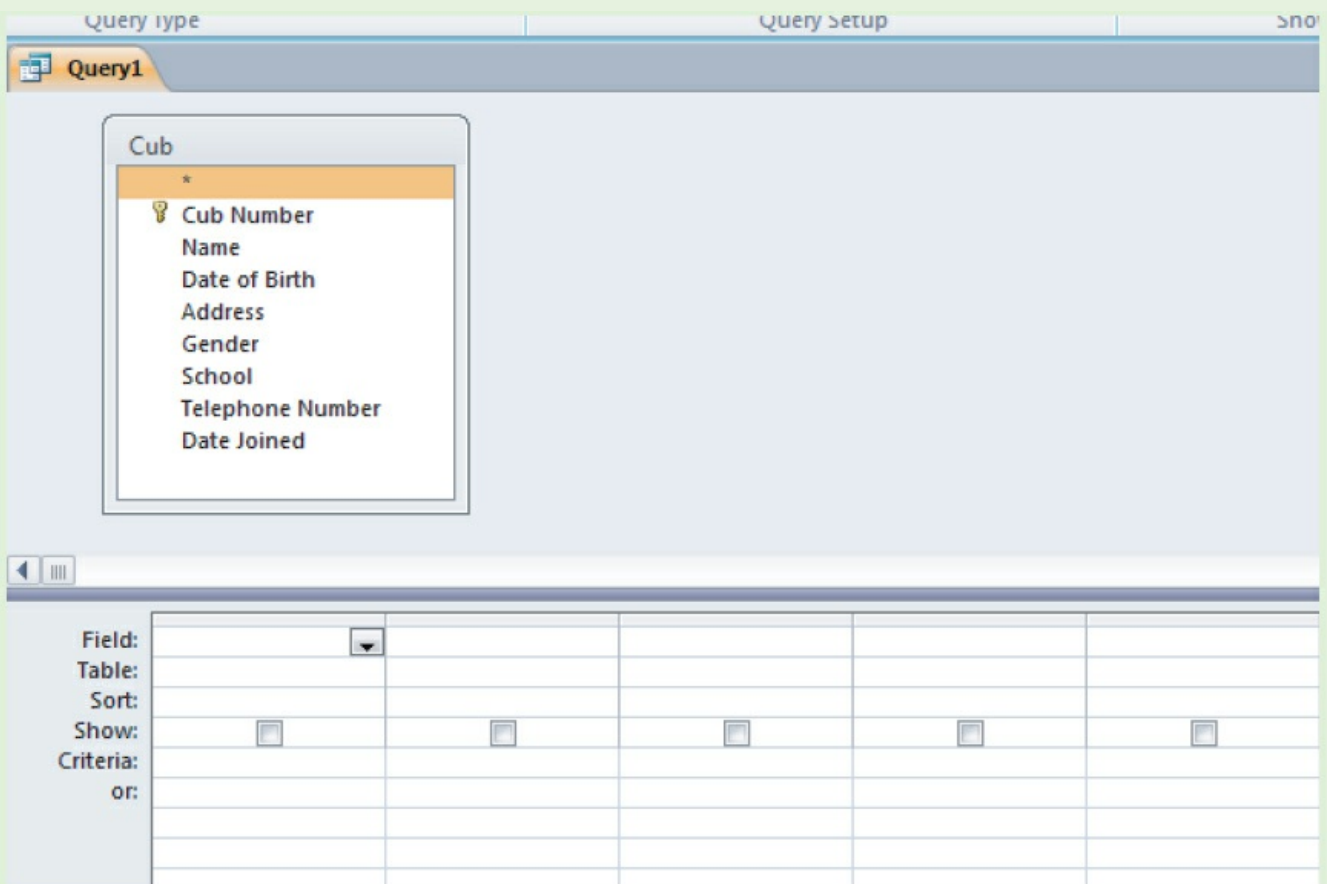 Query Type Query Setup
Query1
Cub
*
Cub Number
Name
Date of Birth
Address
Gender
School
Telephone Number
Date Joined
Field:
Table:
Sort:
Show:
Criteria:
or: